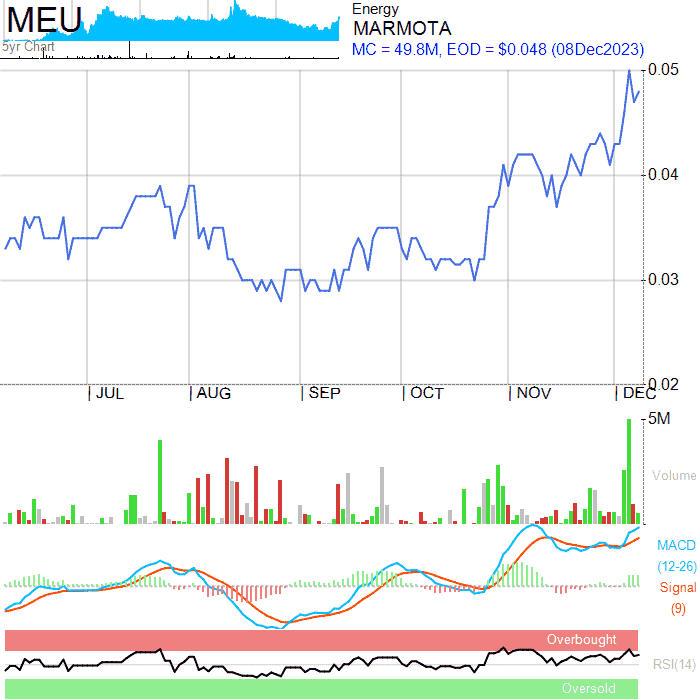 MEU
5yr Chart
Energy
MARMOTA
MC = 49.8M, EOD = $0.048 (08Dec2023)
0.05
0.04
0.03
0.02
JUL AUG SEP OCT NOV DEC
5M
Volume
MACD
(12-26)
Signal
(9)
Overbought
RSI(14)
Oversold